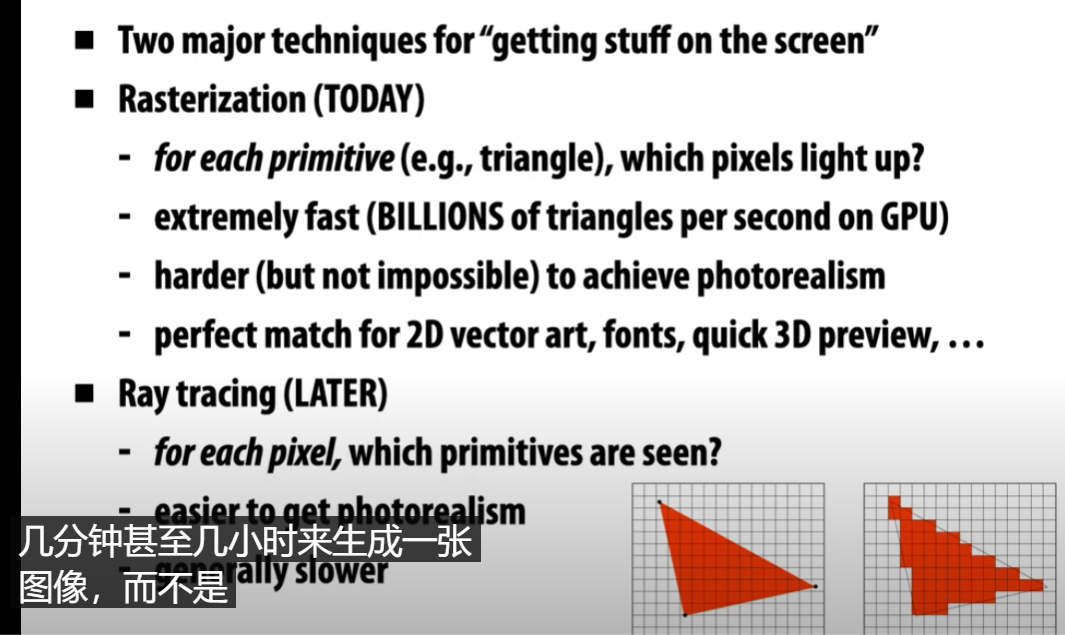 ■ Two major techniques for “getting stuff on the screen”
■ Rasterization (TODAY)
- for each primitive (e.g., triangle), which pixels light up?
- extremely fast (BILLIONS of triangles per second on GPU)
- harder (but not impossible) to achieve photorealism
- perfect match for 2D vector art, fonts, quick 3D preview, …
■ Ray tracing (LATER)
- for each pixel, which primitives are seen?
- easier to get photorealism
几分钟甚至几小时来生成一张
- generally slower
图像，而不是